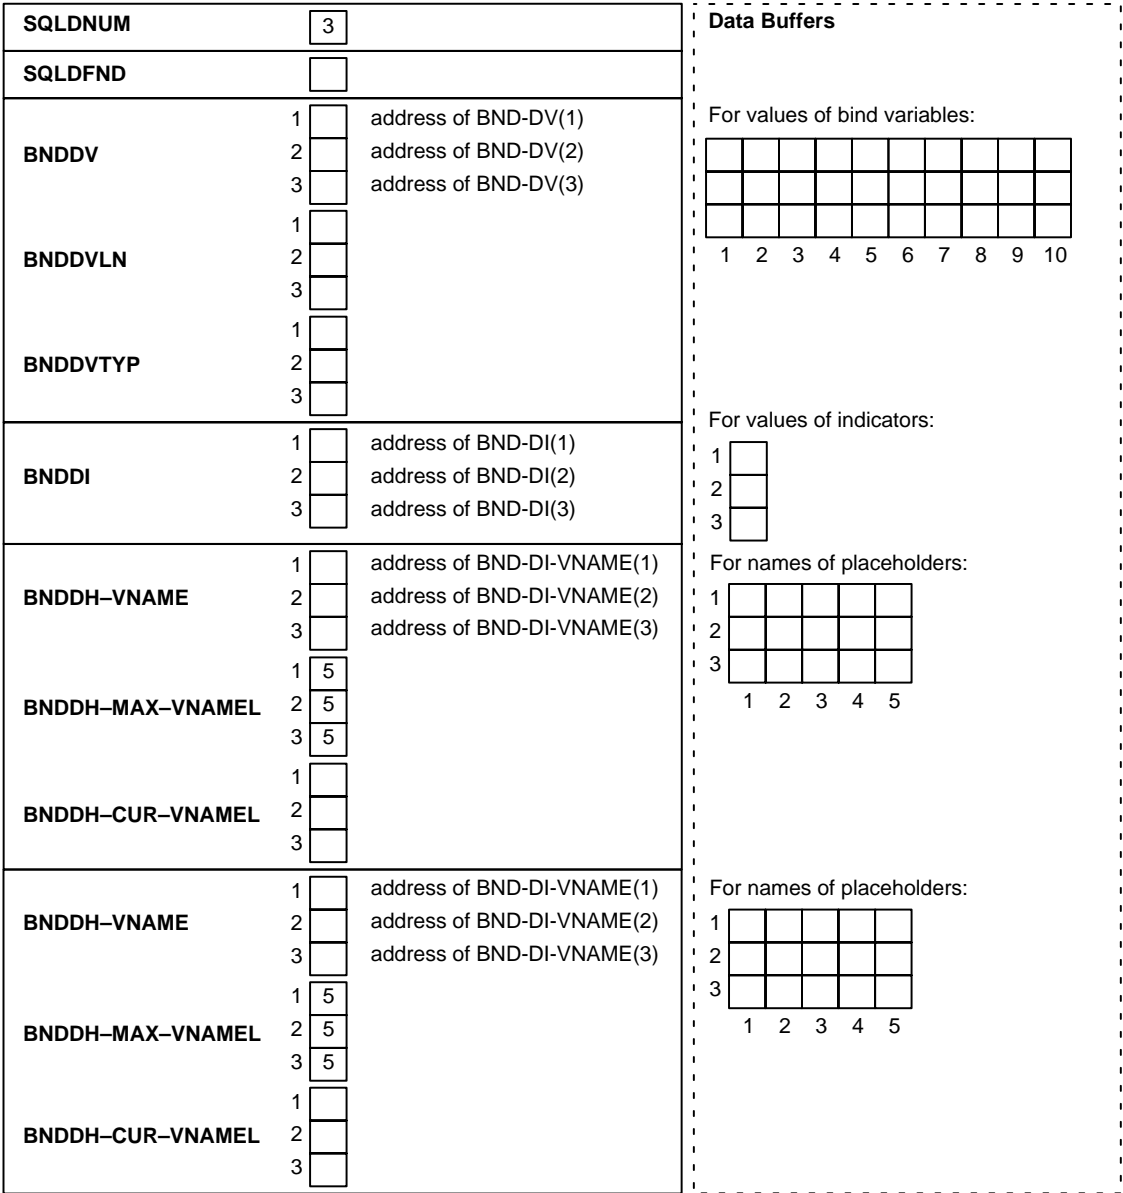 SQLDNUM 3
SQLDFND
BNDDV
1 address of BND-DV(1)
2 address of BND-DV(2)
3 address of BND-DV(3)
BNDDVLN
1
2
3
BNDDVTYP
1
2
3
BNDDI
1 address of BND-DI(1)
2 address of BND-DI(2)
3 address of BND-DI(3)
BNDDH–VNAME
1 address of BND-DI-VNAME(1)
2 address of BND-DI-VNAME(2)
3 address of BND-DI-VNAME(3)
BNDDH–MAX–VNAMEL
1 5
2 5
3 5
BNDDH–CUR–VNAMEL
1
2
3
BNDDH–VNAME
1 address of BND-DI-VNAME(1)
2 address of BND-DI-VNAME(2)
3 address of BND-DI-VNAME(3)
BNDDH–MAX–VNAMEL
1 5
2 5
3 5
BNDDH–CUR–VNAMEL
1
2
3
Data Buffers
For values of bind variables:
1 2 3 4 5 6 7 8 9 10
For values of indicators:
1
2
3
For names of placeholders:
1
2
3
1 2 3 4 5
For names of placeholders:
1
2
3
1 2 3 4 5